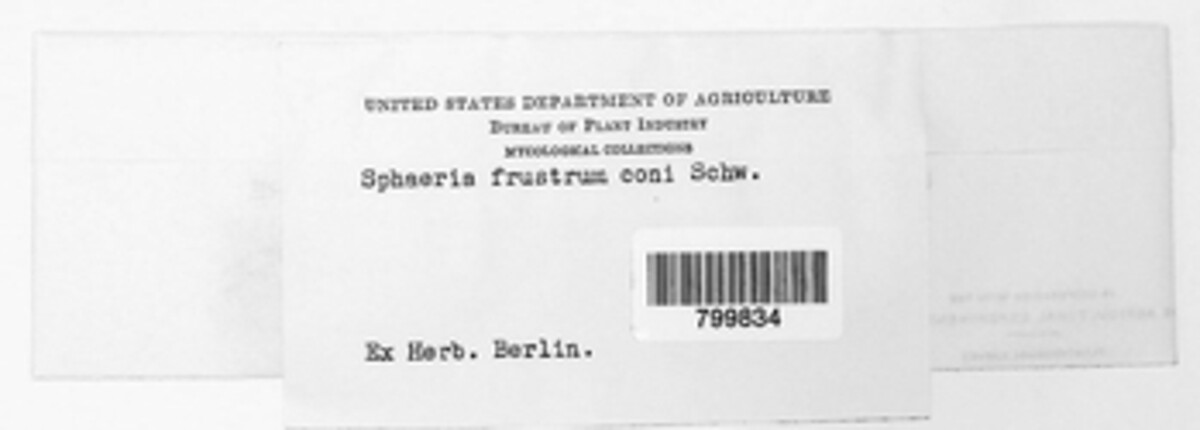 UNITED STATES DEPARTMENT OF AGRICULTURE
BUREAU OF PLANT INDUSTRY
MYCOLOGICAL COLLECTIONS
Sphaeria frustrum coni Schw.
799834
Ex Herb. Berlin.